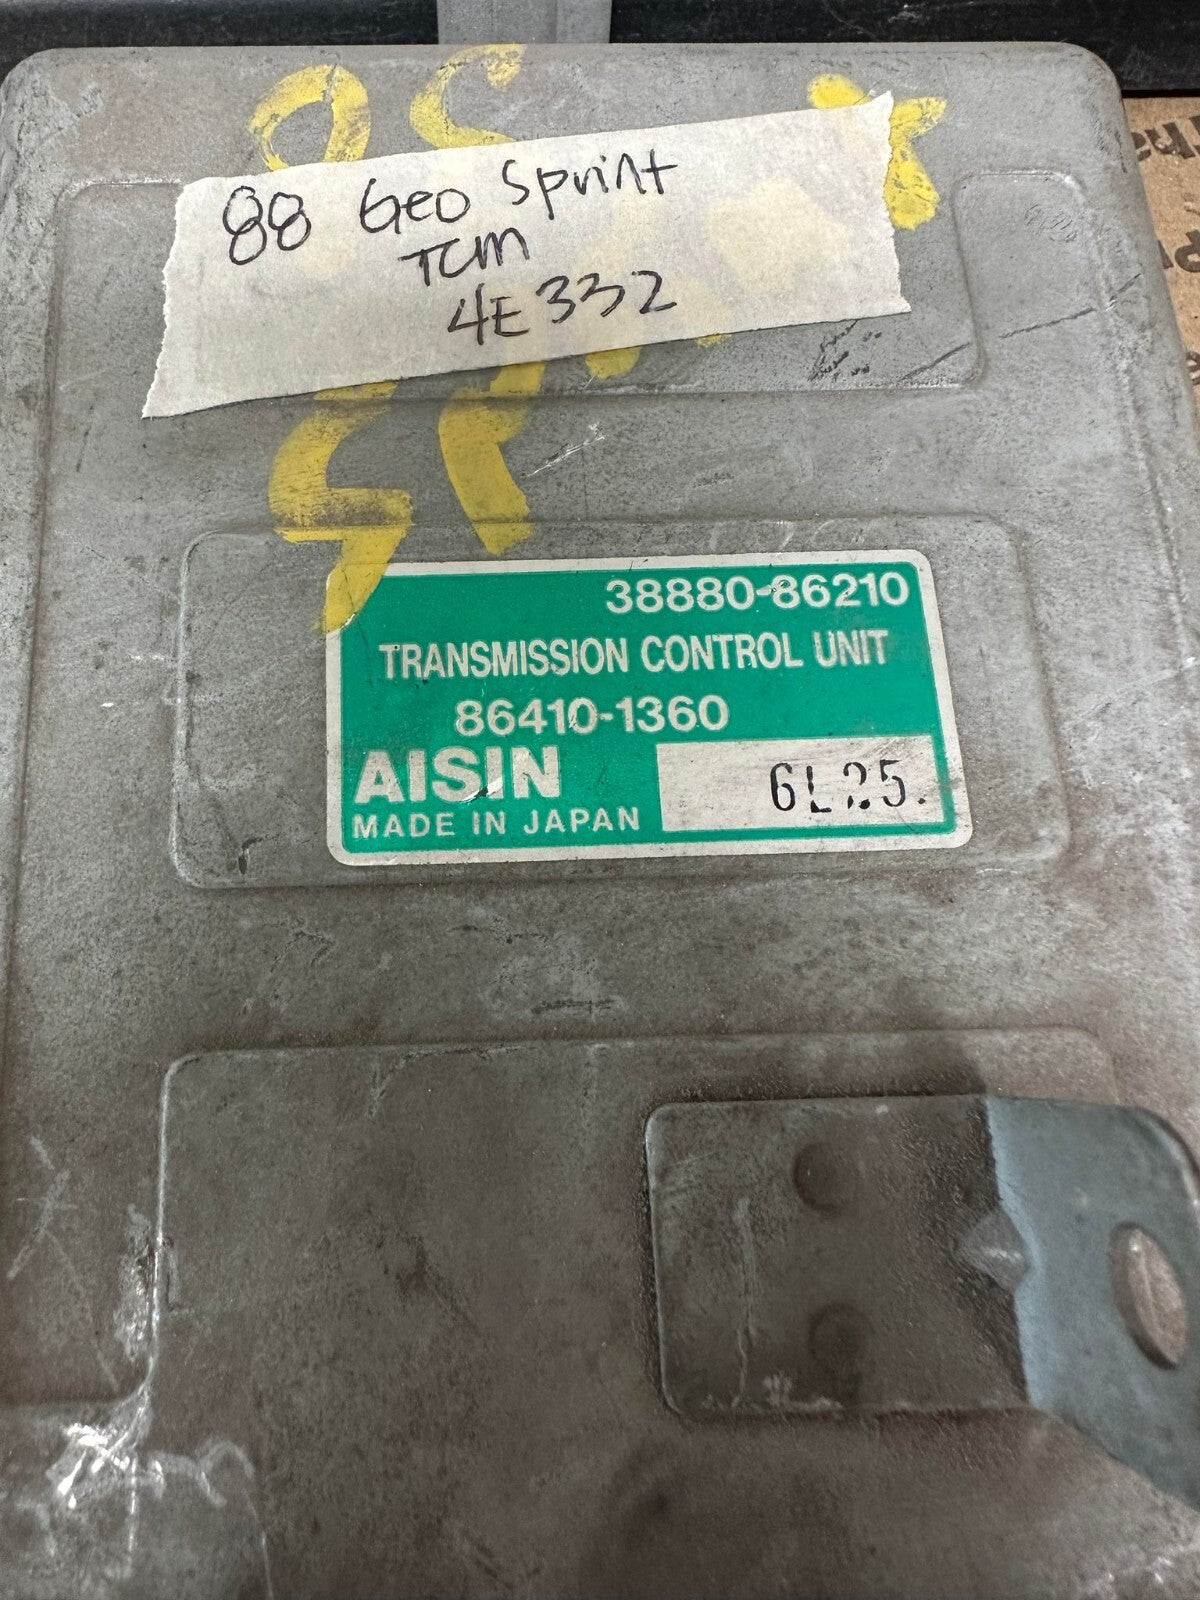 88 Geo Sprint
TCM
4E332
38880-86210
TRANSMISSION CONTROL UNIT
86410-1360
AISIN
MADE IN JAPAN
6L25.